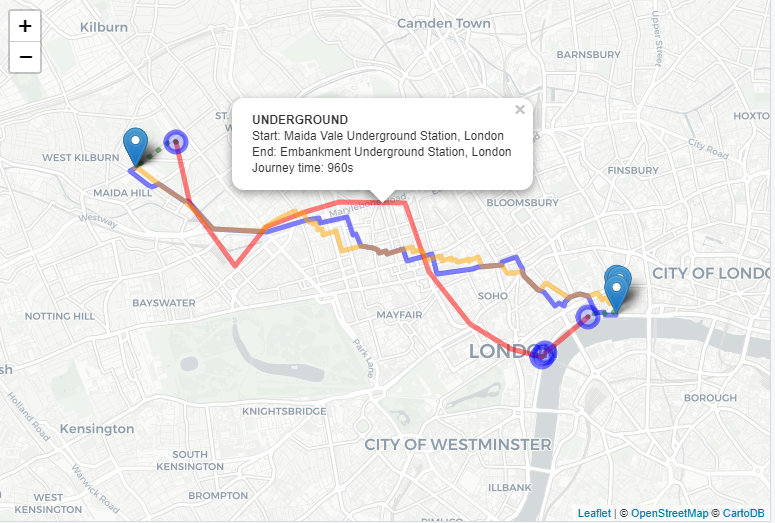 +
−
Kilburn
Camden Town
Upper Street
BARNSBURY
HOXTO
ST.
City Road
WEST KILBURN
MAIDA HILL
FINSBURY
UNDERGROUND
Start: Maida Vale Underground Station, London
End: Embankment Underground Station, London
Journey time: 960s
×
Westway
BLOOMSBURY
CITY OF LONDO
BAYSWATER
SOHO
NOTTING HILL
MAYFAIR
Park Lane
LONDO
sh
Holland Road
KNIGHTSBRIDGE
BOROUGH
Kensington
CITY OF WESTMINSTER
SOUTH
KENSINGTON
Warwick Road
BROMPTON
ILLBANK
WEST
KENSINGTON
PIMLICO
Leaflet | © OpenStreetMap © CartoDB